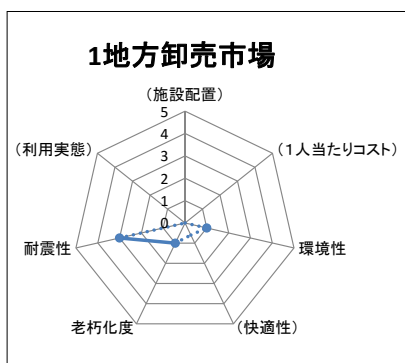 1地方卸売市場
（施設配置）
5
4
（利用実態）
3
（１人当たりコスト）
2
1
0
耐震性
環境性
老朽化度
（快適性）